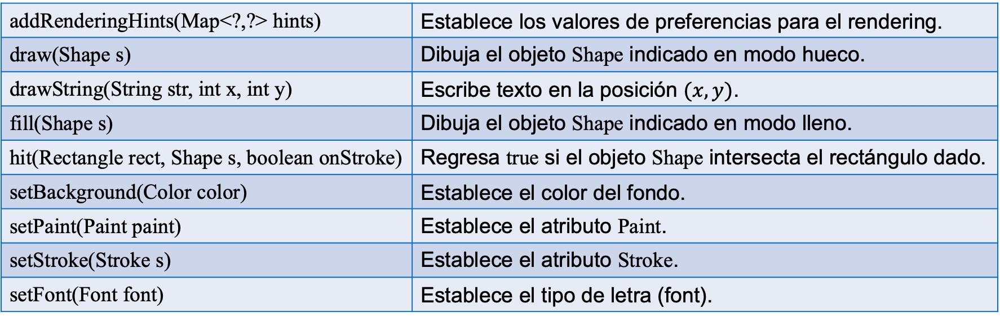 addRenderingHints(Map<?,?> hints) Establece los valores de preferencias para el rendering.
draw(Shape s) Dibuja el objeto Shape indicado en modo hueco.
drawString(String str, int x, int y) Escribe texto en la posición (x, y).
fill(Shape s) Dibuja el objeto Shape indicado en modo lleno.
hit(Rectangle rect, Shape s, boolean onStroke) Regresa true si el objeto Shape intersecta el rectángulo dado.
setBackground(Color color) Establece el color del fondo.
setPaint(Paint paint) Establece el atributo Paint.
setStroke(Stroke s) Establece el atributo Stroke.
setFont(Font font) Establece el tipo de letra (font).